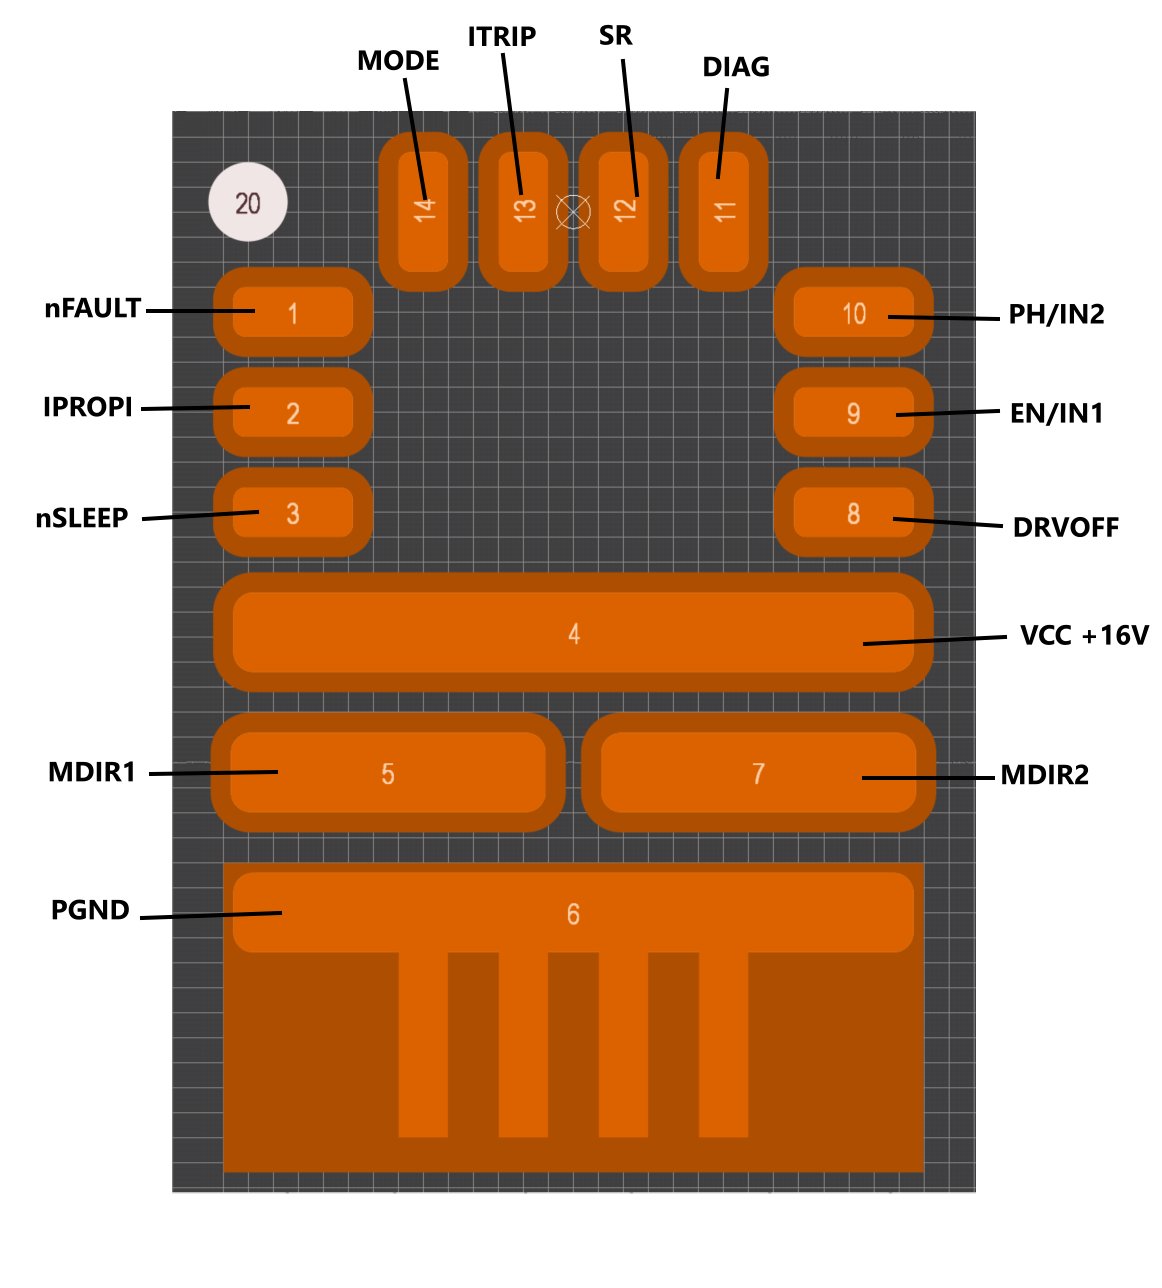 ITRIP
SR
MODE
DIAG
20
14
13
12
11
nFAULT
1
10
PH/IN2
IPROPI
2
9
EN/IN1
nSLEEP
3
8
DRVOFF
4
VCC +16V
MDIR1
5
7
MDIR2
PGND
6